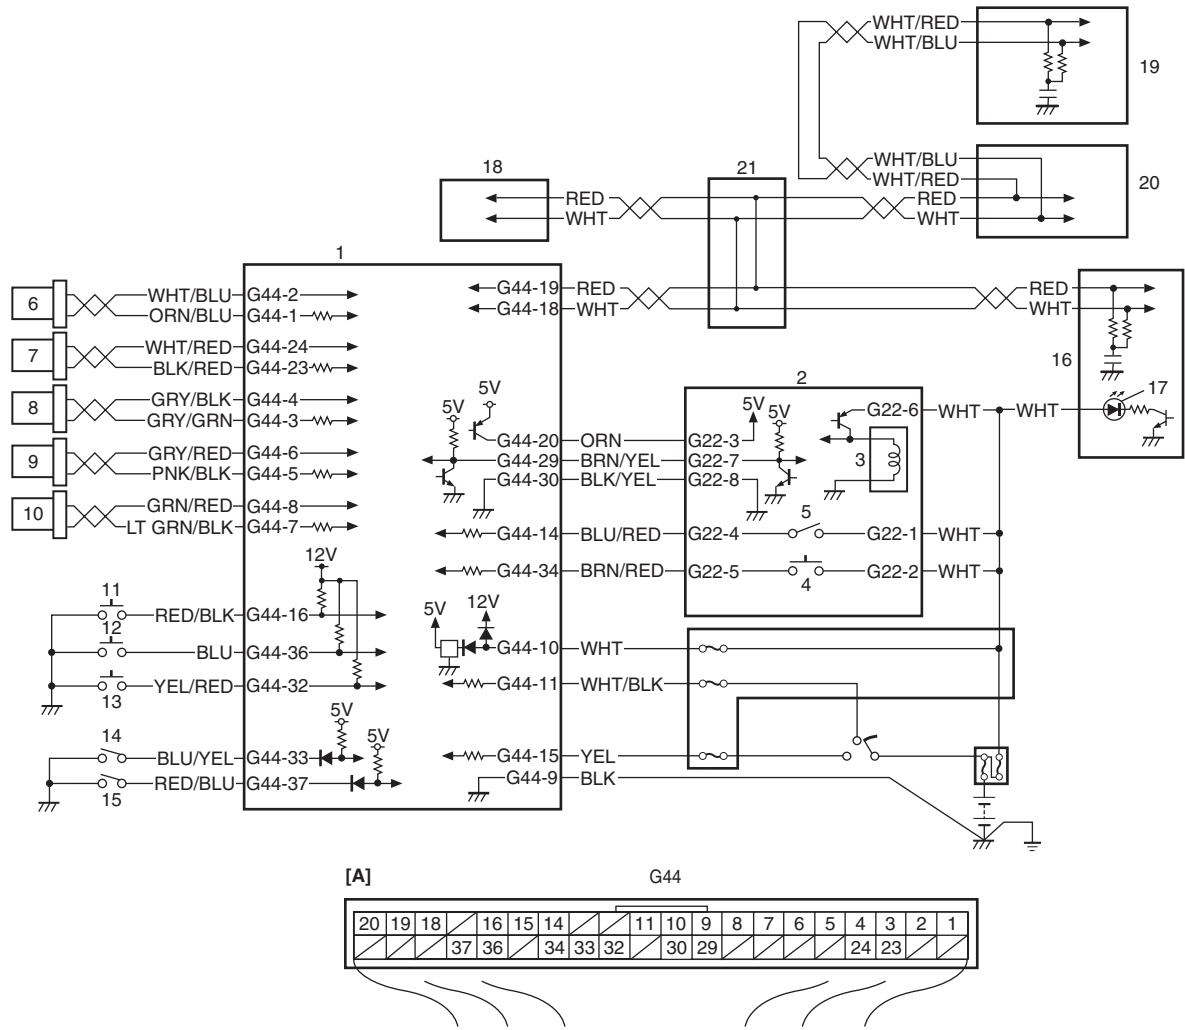 WHT/RED
WHT/BLU
19
WHT/BLU
WHT/RED
20
18
21
RED
RED
WHT
WHT
1
6
WHT/BLU G44-2
ORN/BLU G44-1
G44-19 RED
RED
G44-18 WHT
WHT
7
WHT/RED G44-24
BLK/RED G44-23
16
17
8
GRY/BLK G44-4
GRY/GRN G44-3
2
5V
5V
5V
5V
G22-6 WHT
WHT
G44-20 ORN G22-3
9
GRY/RED G44-6
PNK/BLK G44-5
G44-29 BRN/YEL G22-7
3
G44-30 BLK/YEL G22-8
10
GRN/RED G44-8
LT GRN/BLK G44-7
5
G44-14 BLU/RED G22-4
G22-1 WHT
12V
G44-34 BRN/RED G22-5
4
G22-2 WHT
11
RED/BLK G44-16
5V
12V
12
BLU G44-36
G44-10 WHT
YEL/RED G44-32
G44-11 WHT/BLK
13
5V
5V
14
BLU/YEL G44-33
G44-15 YEL
RED/BLU G44-37
G44-9 BLK
15
[A]
G44
20 19 18 16 15 14 11 10 9 8 7 6 5 4 3 2 1
37 36 34 33 32 30 29 24 23